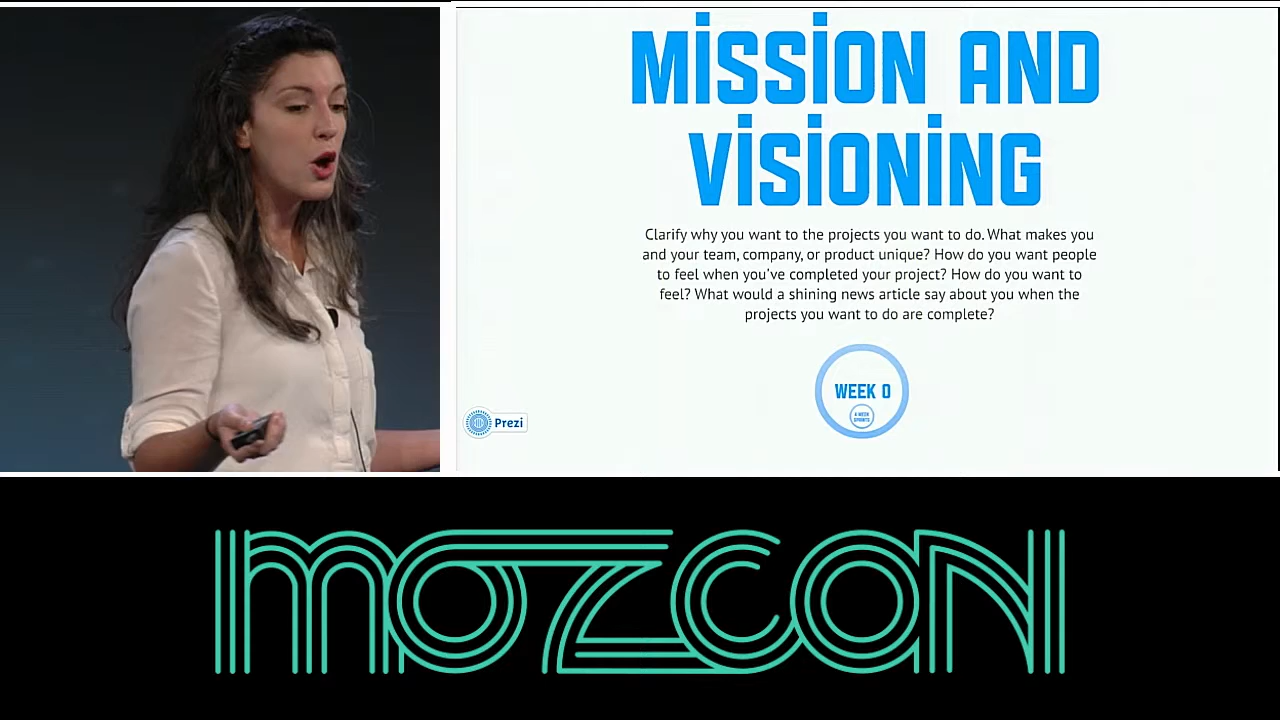 MISSION AND
VISIONING
Clarify why you want to the projects you want to do. What makes you
and your team, company, or product unique? How do you want people
to feel when you've completed your project? How do you want to
feel? What would a shining news article say about you when the
projects you want to do are complete?
WEEK 0
4 WEEK
SPRINTS
Prezi
mozcon